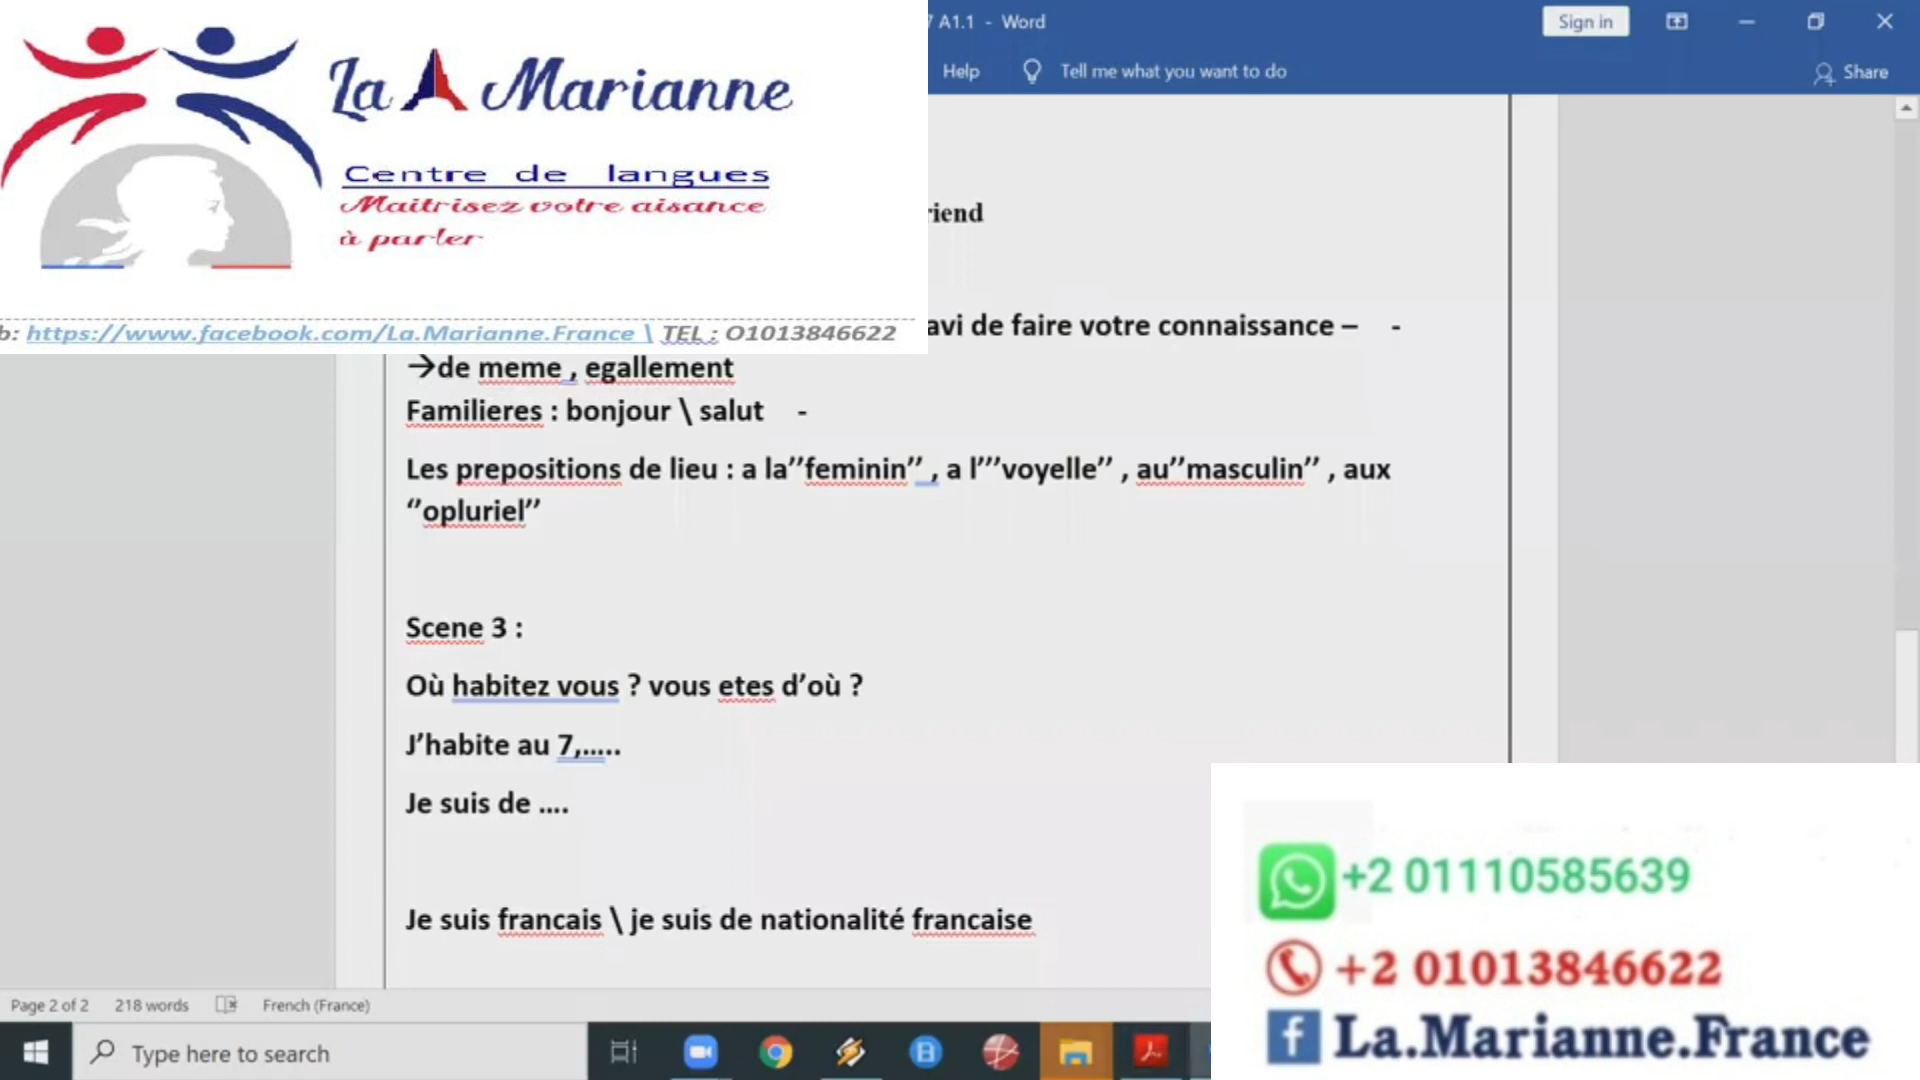 7 A1.1 - Word
Sign in
Help
Tell me what you want to do
Share
La Marianne
Centre de langues
Maitrisez votre aisance
à parler
b: https://www.facebook.com/La.Marianne.France \ TEL : O1013846622
riend
avi de faire votre connaissance – -
→de meme , egallement
Familieres : bonjour \ salut -
Les prepositions de lieu : a la’’feminin’’ , a l’’’voyelle’’ , au’’masculin’’ , aux
‘’opluriel’’
Scene 3 :
Où habitez vous ? vous etes d’où ?
J’habite au 7,.....
Je suis de ....
Je suis francais \ je suis de nationalité francaise
+2 01110585639
+2 01013846622
La.Marianne.France
Page 2 of 2 218 words French (France)
Type here to search